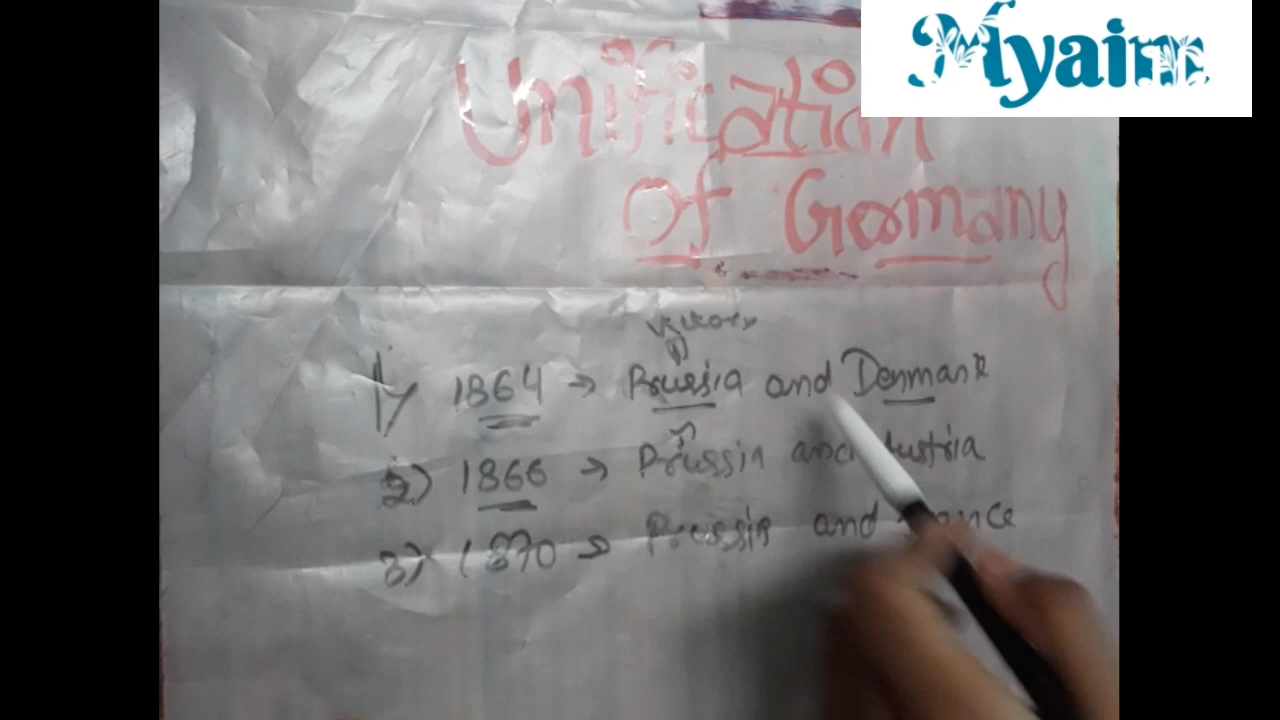 Myaim
Unification
Of Germany
victory
1) 1864 → Prussia and Denmark
2) 1866 → Prussia and Austria
3) 1870 → Prussia and France